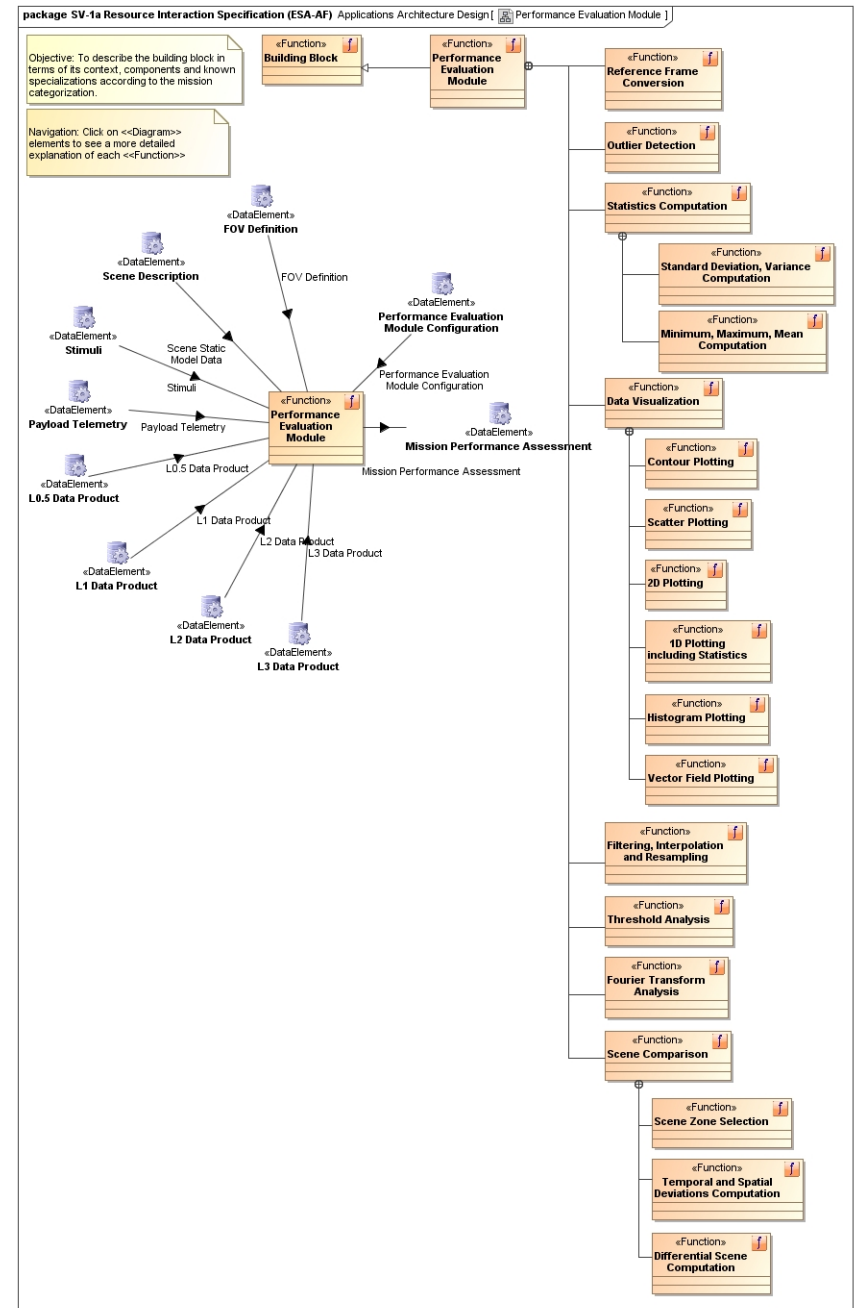 package SV-1a Resource Interaction Specification (ESA-AF) Applications Architecture Design [ Performance Evaluation Module ]
Objective: To describe the building block in
terms of its context, components and known
specializations according to the mission
categorization.
Navigation: Click on <<Diagram>>
elements to see a more detailed
explanation of each <<Function>>
«Function»
Building Block
«Function»
Performance
Evaluation
Module
«Function»
Reference Frame
Conversion
«Function»
Outlier Detection
«Function»
Statistics Computation
«Function»
Standard Deviation, Variance
Computation
«Function»
Minimum, Maximum, Mean
Computation
«Function»
Data Visualization
«Function»
Contour Plotting
«Function»
Scatter Plotting
«Function»
2D Plotting
«Function»
1D Plotting
including Statistics
«Function»
Histogram Plotting
«Function»
Vector Field Plotting
«Function»
Filtering, Interpolation
and Resampling
«Function»
Threshold Analysis
«Function»
Fourier Transform
Analysis
«Function»
Scene Comparison
«Function»
Scene Zone Selection
«Function»
Temporal and Spatial
Deviations Computation
«Function»
Differential Scene
Computation
«DataElement»
FOV Definition
FOV Definition
«DataElement»
Scene Description
Scene Static
Model Data
«DataElement»
Performance Evaluation
Module Configuration
Performance Evaluation
Module Configuration
«DataElement»
Stimuli
Stimuli
«DataElement»
Payload Telemetry
Payload Telemetry
«Function»
Performance
Evaluation
Module
«DataElement»
Mission Performance Assessment
Mission Performance Assessment
«DataElement»
L0.5 Data Product
L0.5 Data Product
«DataElement»
L1 Data Product
L1 Data Product
«DataElement»
L2 Data Product
L2 Data Product
«DataElement»
L3 Data Product
L3 Data Product